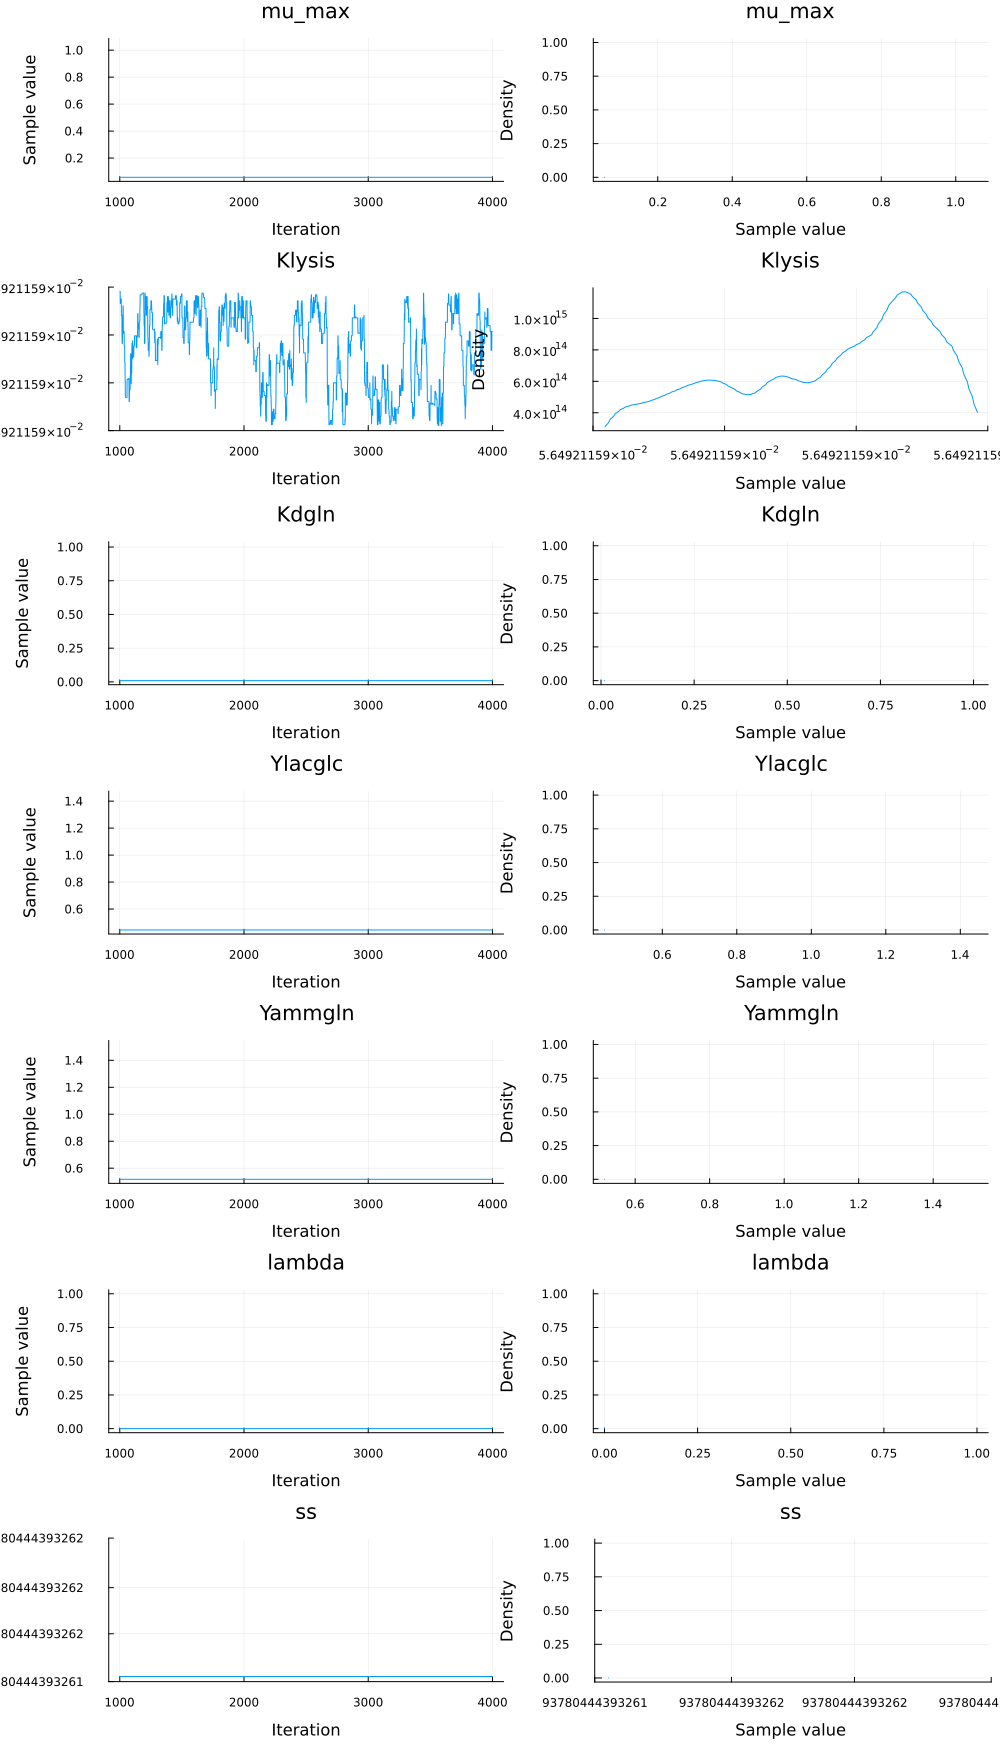 mu_max mu_max
Sample value Density
1.0
0.8
0.6
0.4
0.2
1.00
0.75
0.50
0.25
0.00
1000 2000 3000 4000 0.2 0.4 0.6 0.8 1.0
Iteration Sample value
Klysis Klysis
921159×10⁻²
921159×10⁻²
921159×10⁻²
921159×10⁻²
Density
1.0×10¹⁵
8.0×10¹⁴
6.0×10¹⁴
4.0×10¹⁴
1000 2000 3000 4000 5.64921159×10⁻² 5.64921159×10⁻² 5.64921159×10⁻² 5.6492115
Iteration Sample value
Kdgln Kdgln
Sample value Density
1.00
0.75
0.50
0.25
0.00
1.00
0.75
0.50
0.25
0.00
1000 2000 3000 4000 0.00 0.25 0.50 0.75 1.00
Iteration Sample value
Ylacglc Ylacglc
Sample value Density
1.4
1.2
1.0
0.8
0.6
1.00
0.75
0.50
0.25
0.00
1000 2000 3000 4000 0.6 0.8 1.0 1.2 1.4
Iteration Sample value
Yammgln Yammgln
Sample value Density
1.4
1.2
1.0
0.8
0.6
1.00
0.75
0.50
0.25
0.00
1000 2000 3000 4000 0.6 0.8 1.0 1.2 1.4
Iteration Sample value
lambda lambda
Sample value Density
1.00
0.75
0.50
0.25
0.00
1.00
0.75
0.50
0.25
0.00
1000 2000 3000 4000 0.00 0.25 0.50 0.75 1.00
Iteration Sample value
ss ss
80444393262
80444393262
80444393262
80444393261
Density
1.00
0.75
0.50
0.25
0.00
1000 2000 3000 4000 93780444393261 93780444393262 93780444393262 93780444
Iteration Sample value